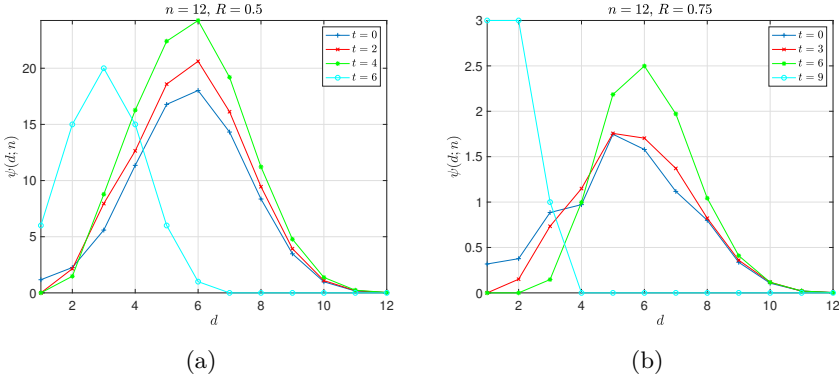 n = 12, R = 0.5
ψ(d; n)
20
15
10
5
0
2 4 6 8 10 12
d
t = 0
t = 2
t = 4
t = 6
(a)
n = 12, R = 0.75
ψ(d; n)
3
2.5
2
1.5
1
0.5
0
2 4 6 8 10 12
d
t = 0
t = 3
t = 6
t = 9
(b)